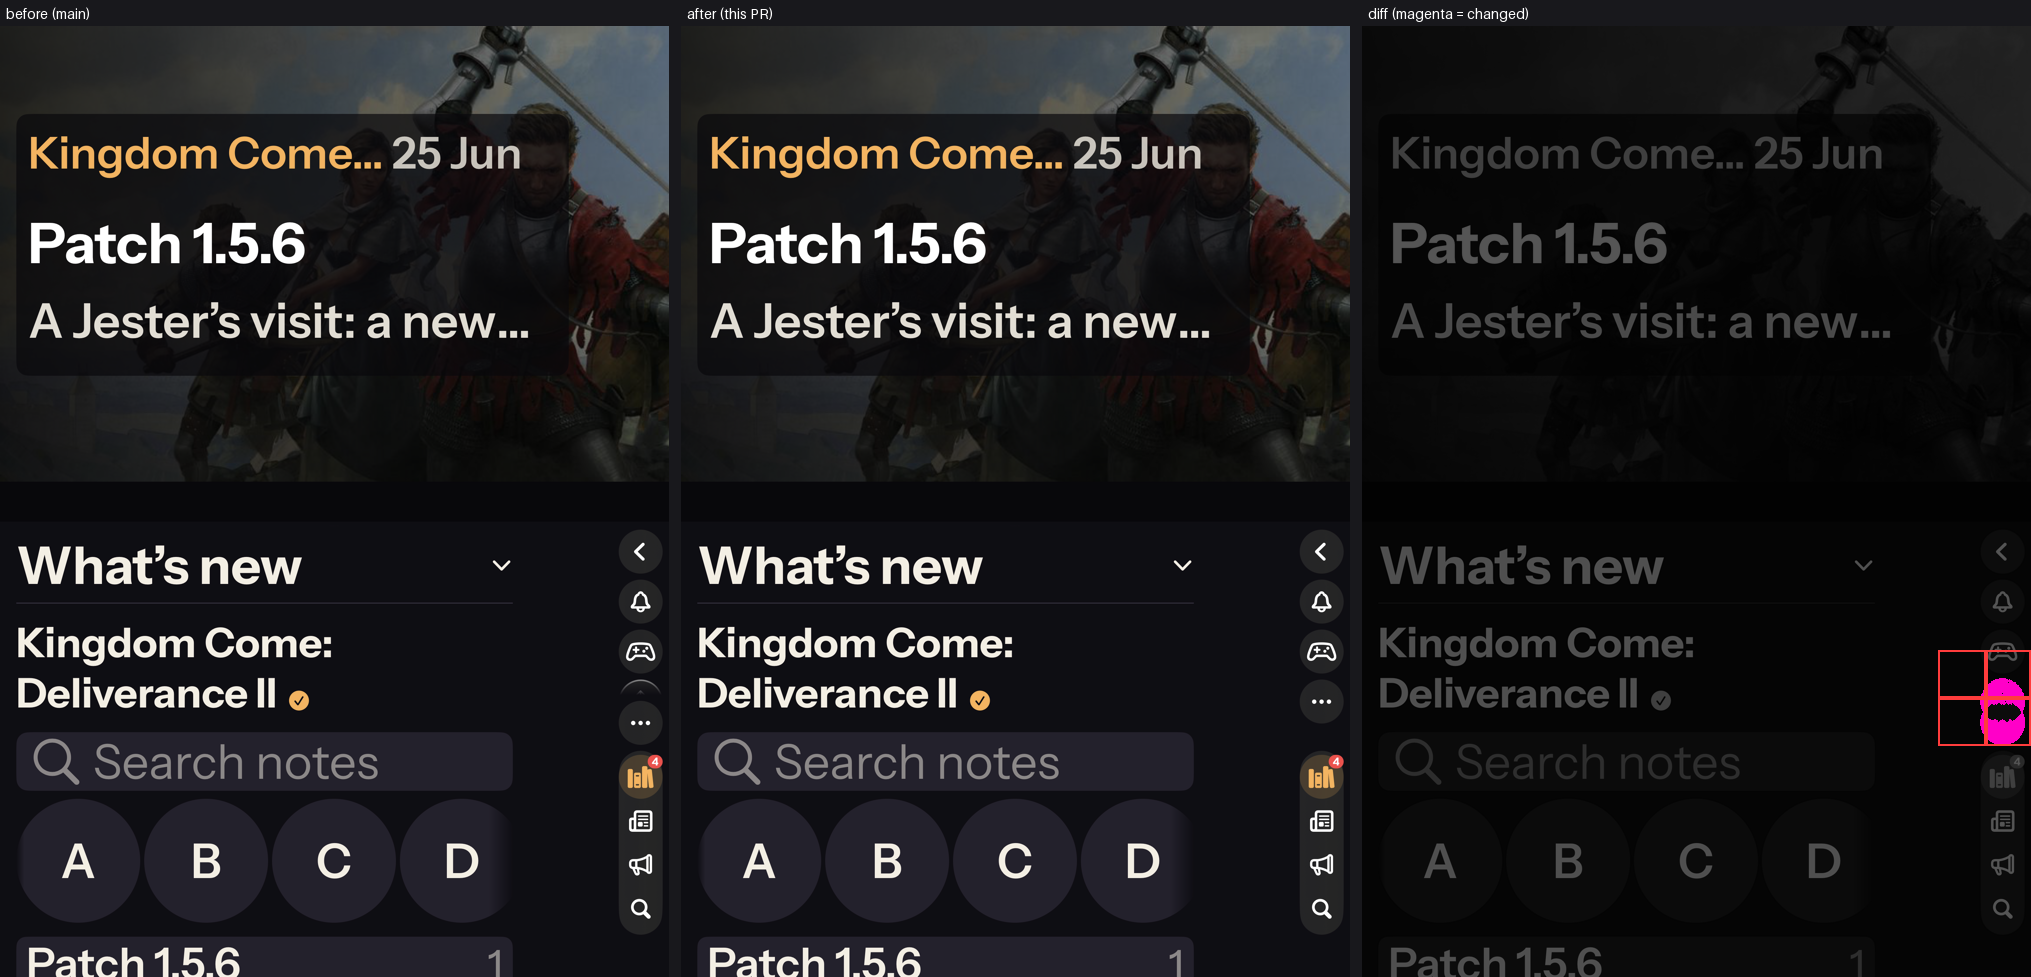 before (main)
after (this PR)
diff (magenta = changed)
Kingdom Come... 25 Jun
Patch 1.5.6
A Jester's visit: a new...
What's new
Kingdom Come:
Deliverance II
4
Search notes
A B C D
Patch 1.5.6 1
Kingdom Come... 25 Jun
Patch 1.5.6
A Jester's visit: a new...
What's new
Kingdom Come:
Deliverance II
4
Search notes
A B C D
Patch 1.5.6 1
Kingdom Come... 25 Jun
Patch 1.5.6
A Jester's visit: a new...
What's new
Kingdom Come:
Deliverance II
4
Search notes
A B C D
Patch 1.5.6 1